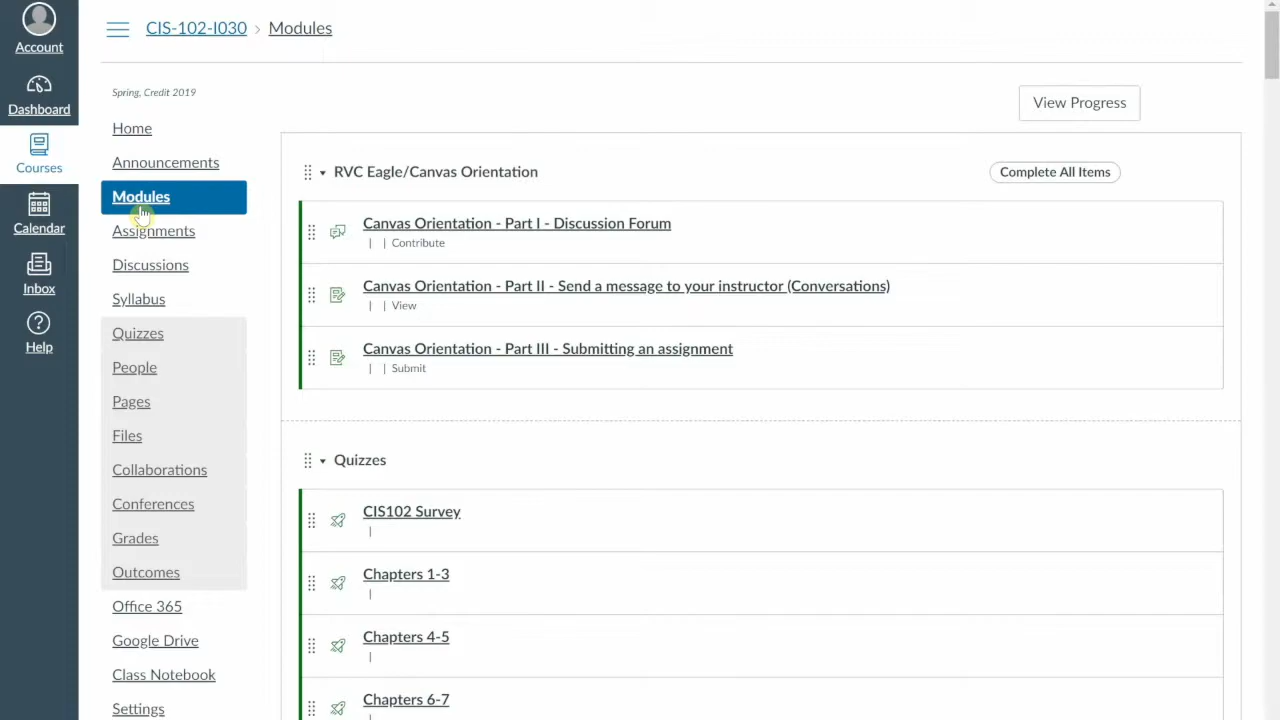 Account
Dashboard
Courses
Calendar
Inbox
Help
CIS-102-I030 > Modules
Spring, Credit 2019
Home
Announcements
Modules
Assignments
Discussions
Syllabus
Quizzes
People
Pages
Files
Collaborations
Conferences
Grades
Outcomes
Office 365
Google Drive
Class Notebook
Settings
View Progress
RVC Eagle/Canvas Orientation
Complete All Items
Canvas Orientation - Part I - Discussion Forum
| | Contribute
Canvas Orientation - Part II - Send a message to your instructor (Conversations)
| | View
Canvas Orientation - Part III - Submitting an assignment
| | Submit
Quizzes
CIS102 Survey
|
Chapters 1-3
|
Chapters 4-5
|
Chapters 6-7